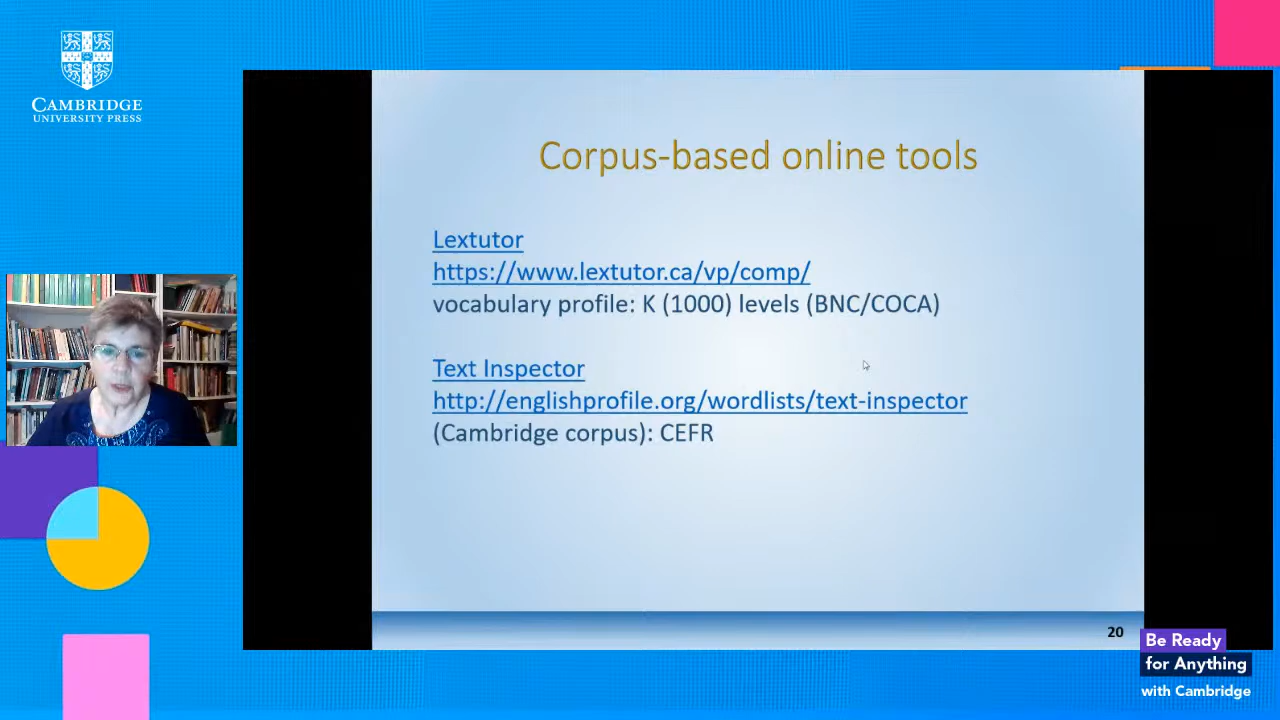 CAMBRIDGE
UNIVERSITY PRESS
Corpus-based online tools
Lextutor
https://www.lextutor.ca/vp/comp/
vocabulary profile: K (1000) levels (BNC/COCA)
Text Inspector
http://englishprofile.org/wordlists/text-inspector
(Cambridge corpus): CEFR
20
Be Ready
for Anything
with Cambridge